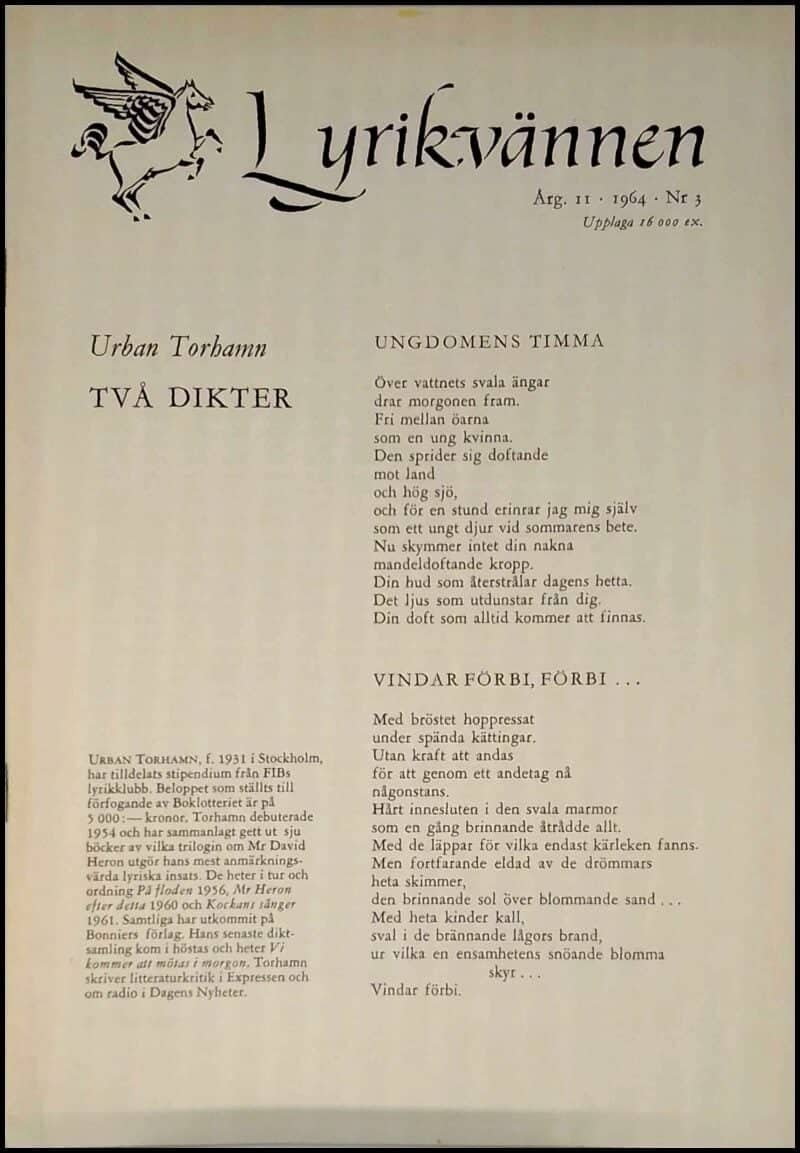 Lyrikvännen
Årg. 11 · 1964 · Nr 3
Upplaga 16 000 ex.
Urban Torhamn
TVÅ DIKTER
URBAN TORHAMN, f. 1931 i Stockholm,
har tilldelats stipendium från FIBs
lyrikklubb. Beloppet som ställts till
förfogande av Boklotteriet är på
5 000:— kronor. Torhamn debuterade
1954 och har sammanlagt gett ut sju
böcker av vilka trilogin om Mr David
Heron utgör hans mest anmärknings-
värda lyriska insats. De heter i tur och
ordning På floden 1956, Mr Heron
efter detta 1960 och Kockans sånger
1961. Samtliga har utkommit på
Bonniers förlag. Hans senaste dikt-
samling kom i höstas och heter Vi
kommer att mötas i morgon. Torhamn
skriver litteraturkritik i Expressen och
om radio i Dagens Nyheter.
UNGDOMENS TIMMA
Över vattnets svala ängar
drar morgonen fram.
Fri mellan öarna
som en ung kvinna.
Den sprider sig doftande
mot land
och hög sjö,
och för en stund erinrar jag mig själv
som ett ungt djur vid sommarens bete.
Nu skymmer intet din nakna
mandeldoftande kropp.
Din hud som återstrålar dagens hetta.
Det ljus som utdunstar från dig.
Din doft som alltid kommer att finnas.
VINDAR FÖRBI, FÖRBI ...
Med bröstet hoppressat
under spända kättingar.
Utan kraft att andas
för att genom ett andetag nå
någonstans.
Hårt innesluten i den svala marmor
som en gång brinnande åtrådde allt.
Med de läppar för vilka endast kärleken fanns.
Men fortfarande eldad av de drömmars
heta skimmer,
den brinnande sol över blommande sand ...
Med heta kinder kall,
sval i de brännande lågors brand,
ur vilka en ensamhetens snöande blomma
skyr ...
Vindar förbi.